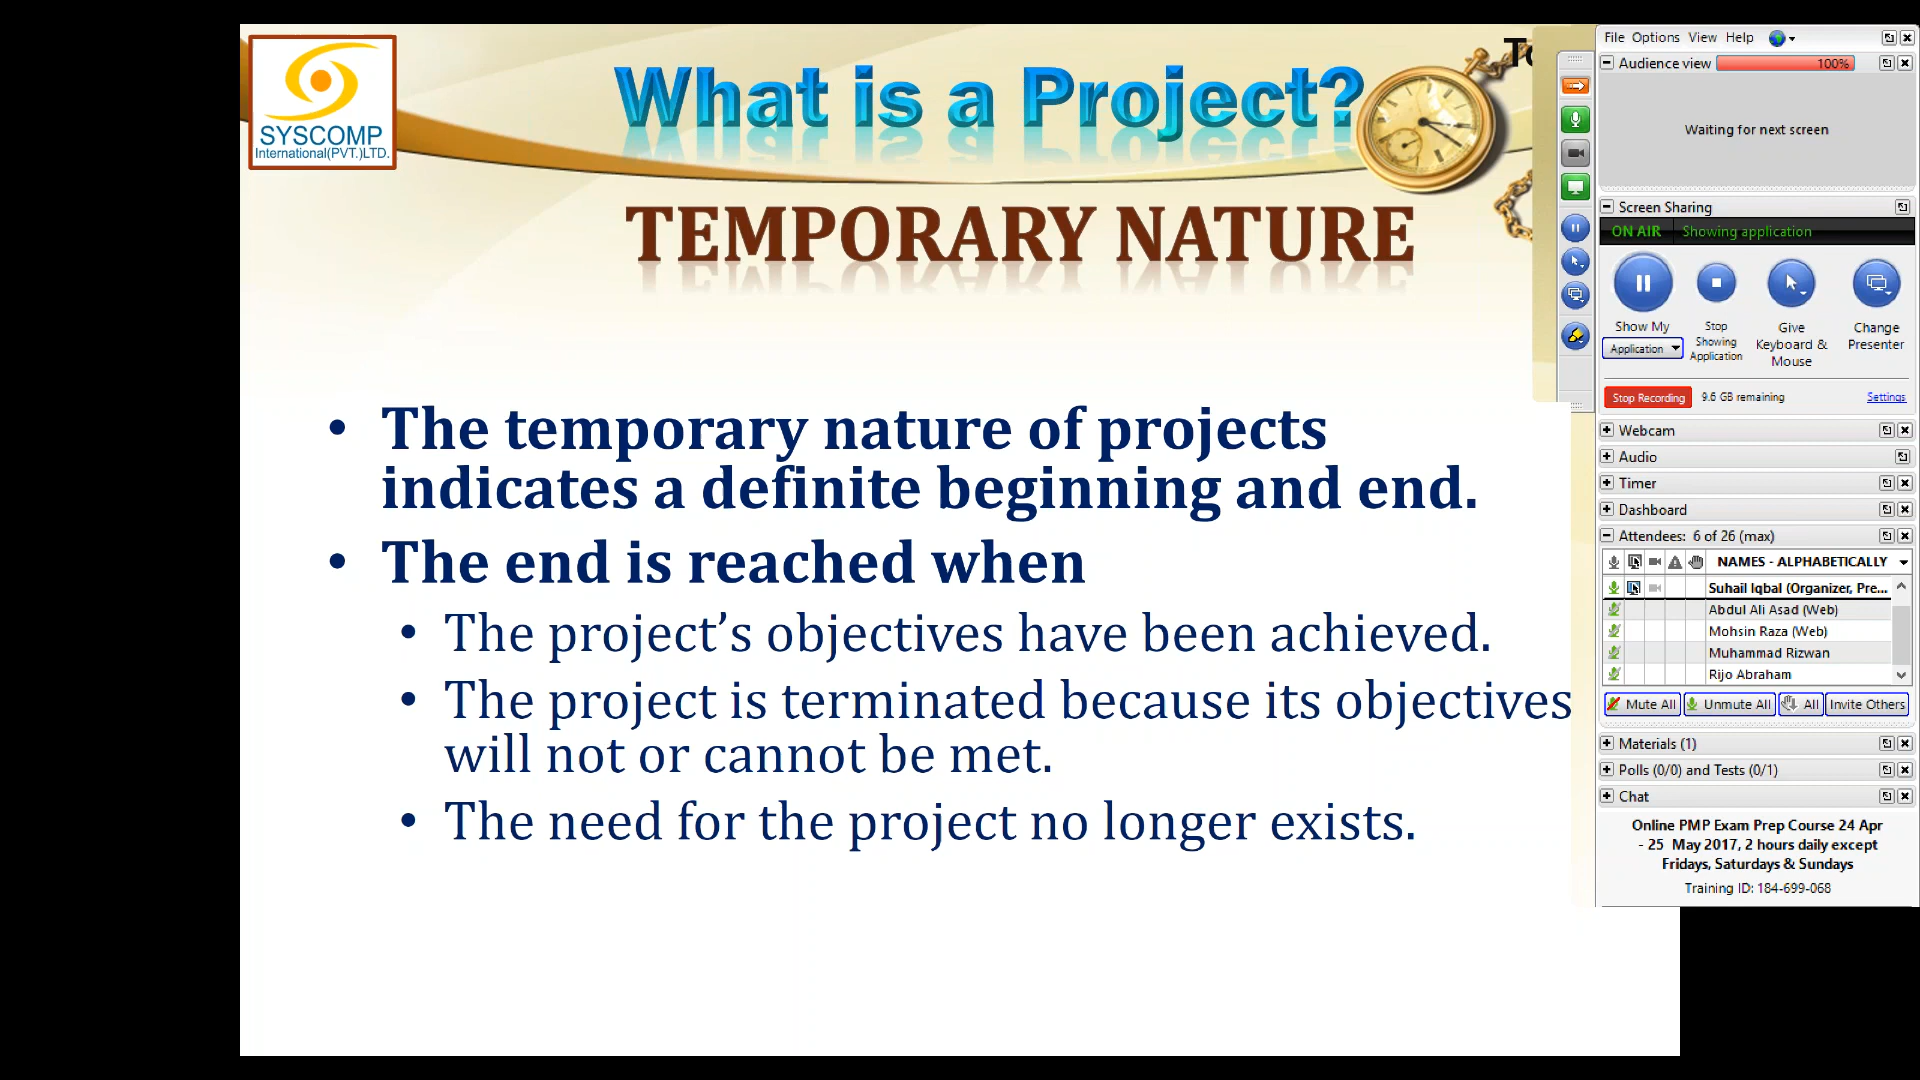 SYSCOMP
International(PVT.)LTD.
What is a Project?
TEMPORARY NATURE
• The temporary nature of projects
indicates a definite beginning and end.
• The end is reached when
• The project’s objectives have been achieved.
• The project is terminated because its objectives
will not or cannot be met.
• The need for the project no longer exists.
File Options View Help
Audience view 100%
Waiting for next screen
Screen Sharing
ON AIR Showing application
Show My
Application
Stop
Showing
Application
Give
Keyboard &
Mouse
Change
Presenter
Stop Recording 9.6 GB remaining Settings
Webcam
Audio
Timer
Dashboard
Attendees: 6 of 26 (max)
NAMES - ALPHABETICALLY
Suhail Iqbal (Organizer, Pre...
Abdul Ali Asad (Web)
Mohsin Raza (Web)
Muhammad Rizwan
Rijo Abraham
Mute All Unmute All All Invite Others
Materials (1)
Polls (0/0) and Tests (0/1)
Chat
Online PMP Exam Prep Course 24 Apr
- 25 May 2017, 2 hours daily except
Fridays, Saturdays & Sundays
Training ID: 184-699-068